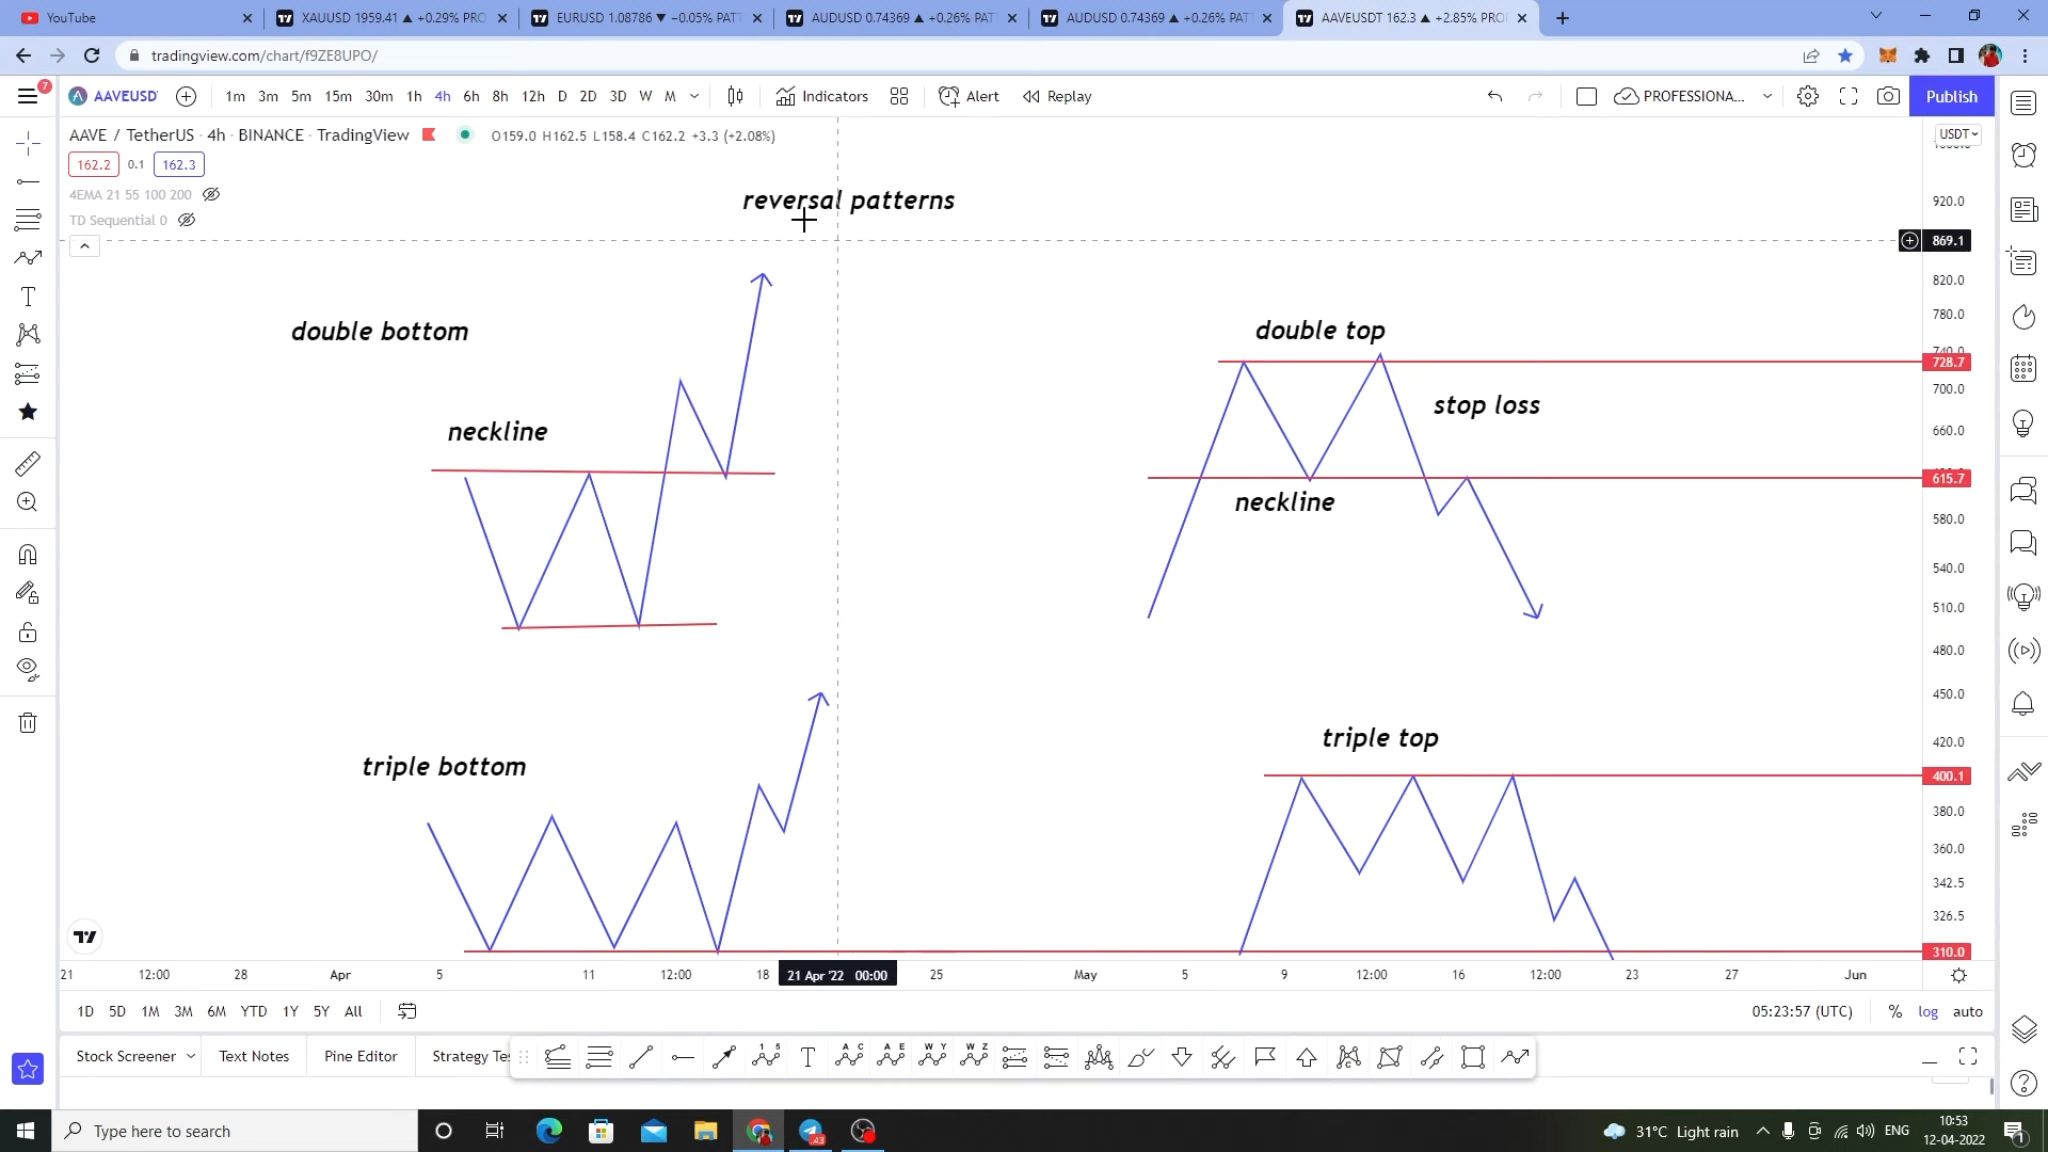 YouTube
XAUUSD 1959.41 ▲ +0.29% PRO
EURUSD 1.08786 ▼ −0.05% PAT
AUDUSD 0.74369 ▲ +0.26% PAT
AUDUSD 0.74369 ▲ +0.26% PAT
AAVEUSDT 162.3 ▲ +2.85% PRO
tradingview.com/chart/f9ZE8UPO/
7
AAVEUSD
1m 3m 5m 15m 30m 1h 4h 6h 8h 12h D 2D 3D W M
Indicators
Alert
Replay
PROFESSIONA...
Publish
AAVE / TetherUS · 4h · BINANCE · TradingView
O159.0 H162.5 L158.4 C162.2 +3.3 (+2.08%)
USDT
162.2 0.1 162.3
4EMA 21 55 100 200
TD Sequential 0
reversal patterns
double bottom
neckline
double top
stop loss
neckline
triple bottom
triple top
920.0
869.1
820.0
780.0
740.0
728.7
700.0
660.0
615.7
580.0
540.0
510.0
480.0
450.0
420.0
400.1
380.0
360.0
342.5
326.5
310.0
21 12:00 28 Apr 5 11 12:00 18 21 Apr '22 00:00 25 May 5 9 12:00 16 12:00 23 27 Jun
1D 5D 1M 3M 6M YTD 1Y 5Y All
05:23:57 (UTC) % log auto
Stock Screener
Text Notes
Pine Editor
Strategy Te
1 5
T
A C
A E
W Y
W Z
Type here to search
43
31°C Light rain
ENG
10:53
12-04-2022
1